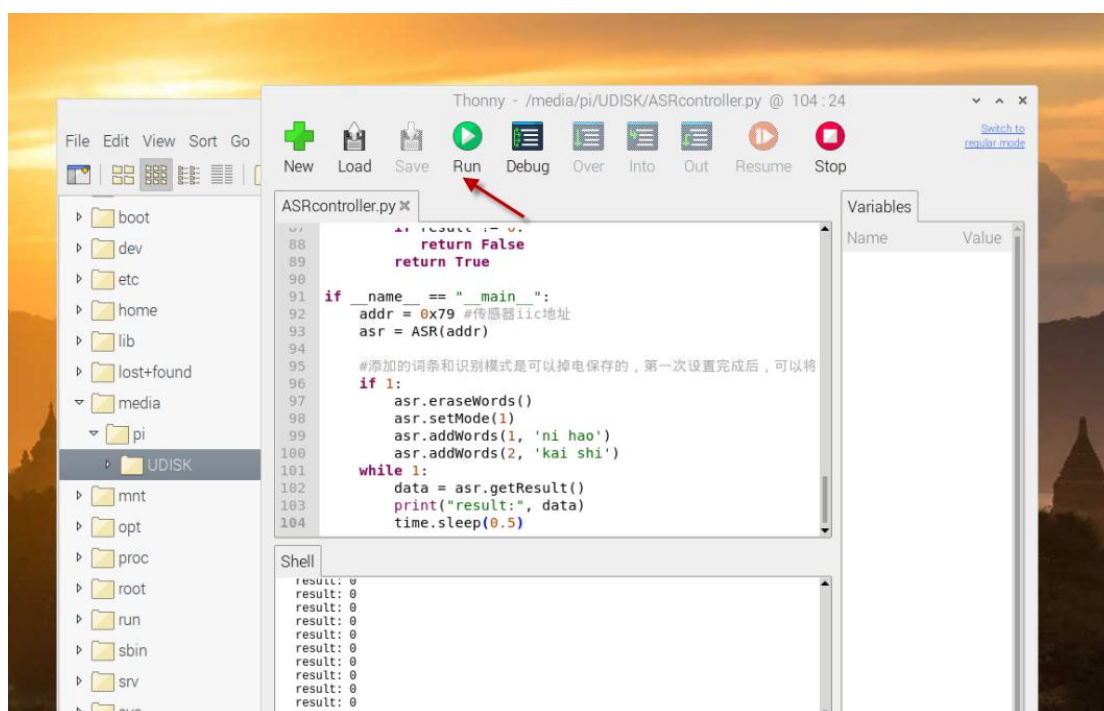 Thonny - /media/pi/UDISK/ASRcontroller.py @ 104:24
File Edit View Sort Go
New Load Save Run Debug Over Into Out Resume Stop
Switch to
regular mode
boot
dev
etc
home
lib
lost+found
media
pi
UDISK
mnt
opt
proc
root
run
sbin
srv
ASRcontroller.py
87 if result != 0:
88 return False
89 return True
90
91 if __name__ == "__main__":
92 addr = 0x79 #传感器iic地址
93 asr = ASR(addr)
94
95 #添加的词条和识别模式是可以掉电保存的，第一次设置完成后，可以将
96 if 1:
97 asr.eraseWords()
98 asr.setMode(1)
99 asr.addWords(1, 'ni hao')
100 asr.addWords(2, 'kai shi')
101 while 1:
102 data = asr.getResult()
103 print("result:", data)
104 time.sleep(0.5)
Variables
Name Value
Shell
result: 0
result: 0
result: 0
result: 0
result: 0
result: 0
result: 0
result: 0
result: 0
result: 0